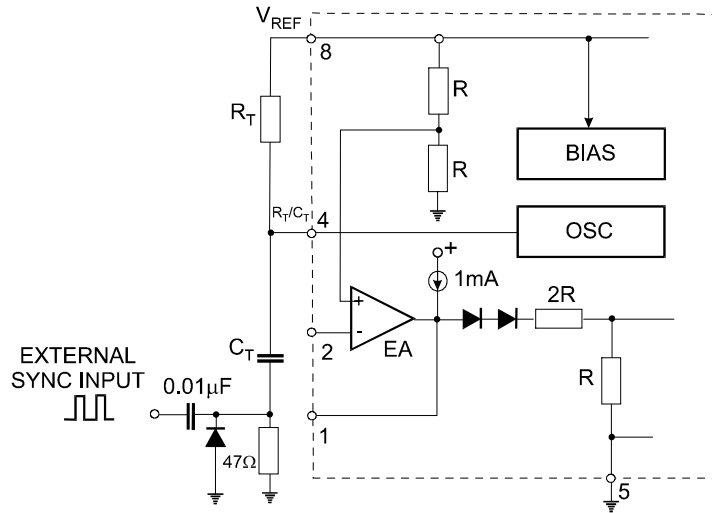 V_REF
8
R
R_T
R
BIAS
R_T/C_T
4
OSC
+
1mA
2R
+
-
EA
2
C_T
R
EXTERNAL
SYNC INPUT
0.01µF
1
47Ω
5